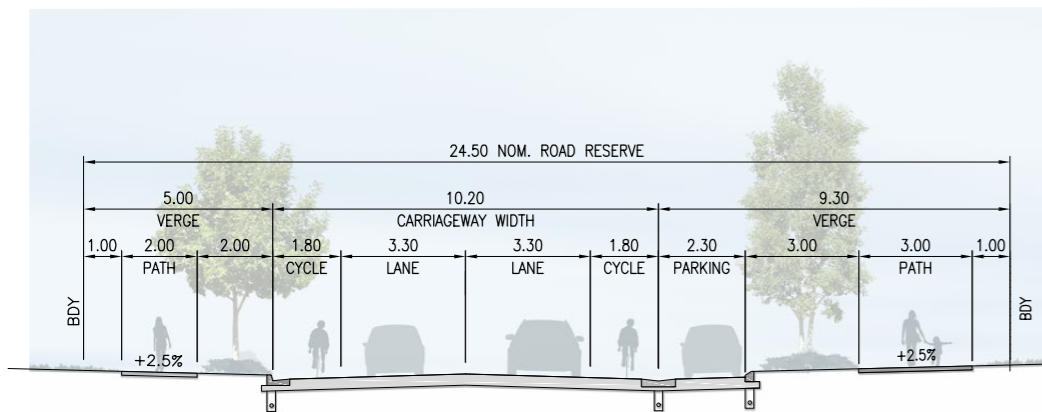 24.50 NOM. ROAD RESERVE
5.00 10.20 9.30
VERGE CARRIAGEWAY WIDTH VERGE
1.00 2.00 2.00 1.80 3.30 3.30 1.80 2.30 3.00 3.00 1.00
PATH CYCLE LANE LANE CYCLE PARKING PATH
BDY BDY
+2.5% +2.5%